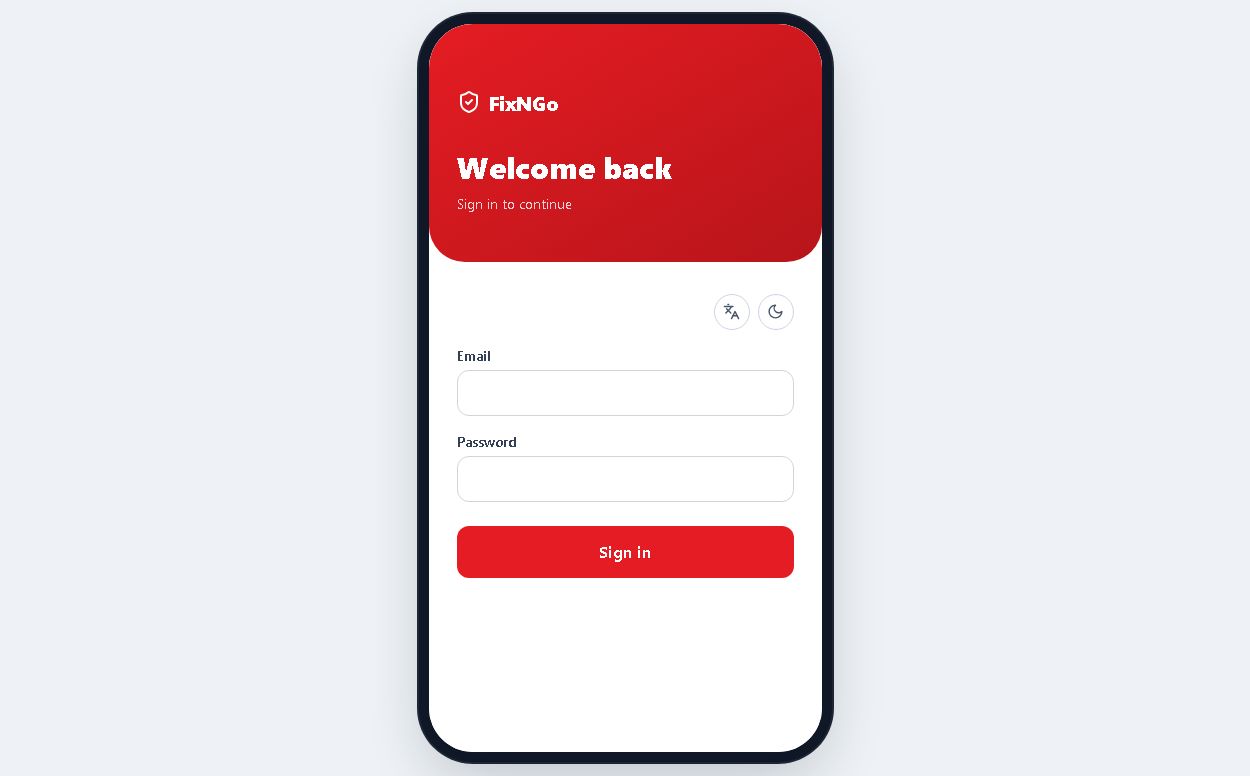 FixNGo
Welcome back
Sign in to continue
Email
Password
Sign in